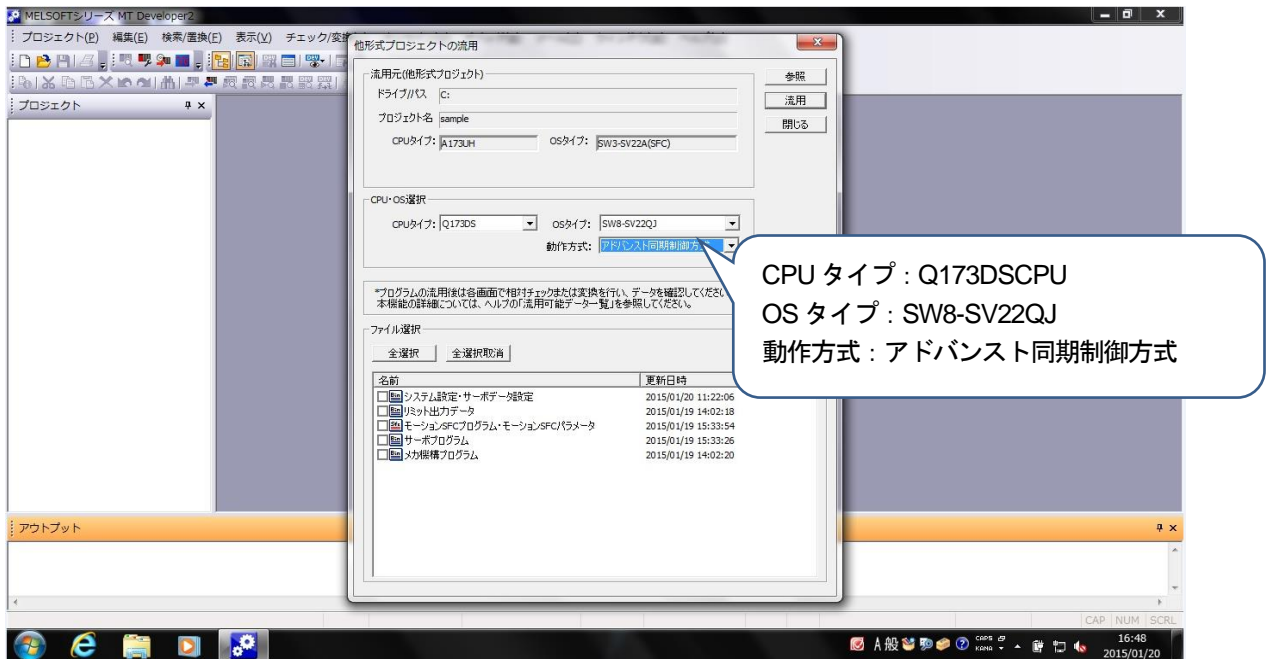 MELSOFTシリーズ MT Developer2
プロジェクト(P) 編集(E) 検索/置換(F) 表示(V) チェック/変
プロジェクト
他形式プロジェクトの流用
流用元(他形式プロジェクト)
ドライブ/パス C:
プロジェクト名 sample
CPUタイプ: A173UH OSタイプ: SW3-SV22A(SFC)
参照
流用
閉じる
CPU・OS選択
CPUタイプ: Q173DS OSタイプ: SW8-SV22QJ
動作方式: アドバンスト同期制御方式
CPU タイプ：Q173DSCPU
OS タイプ：SW8-SV22QJ
動作方式：アドバンスト同期制御方式
*プログラムの流用後は各画面で相対チェックまたは変換を行い、データを確認してください
本機能の詳細については、ヘルプの「流用可能データ一覧」を参照してください。
ファイル選択
全選択 全選択取消
名前 更新日時
システム設定・サーボデータ設定 2015/01/20 11:22:06
リミット出力データ 2015/01/19 14:02:18
モーションSFCプログラム・モーションSFCパラメータ 2015/01/19 15:33:54
サーボプログラム 2015/01/19 15:33:26
メカ機構プログラム 2015/01/19 14:02:20
アウトプット
CAP NUM SCRL
A 般 CAPS KANA
16:48
2015/01/20